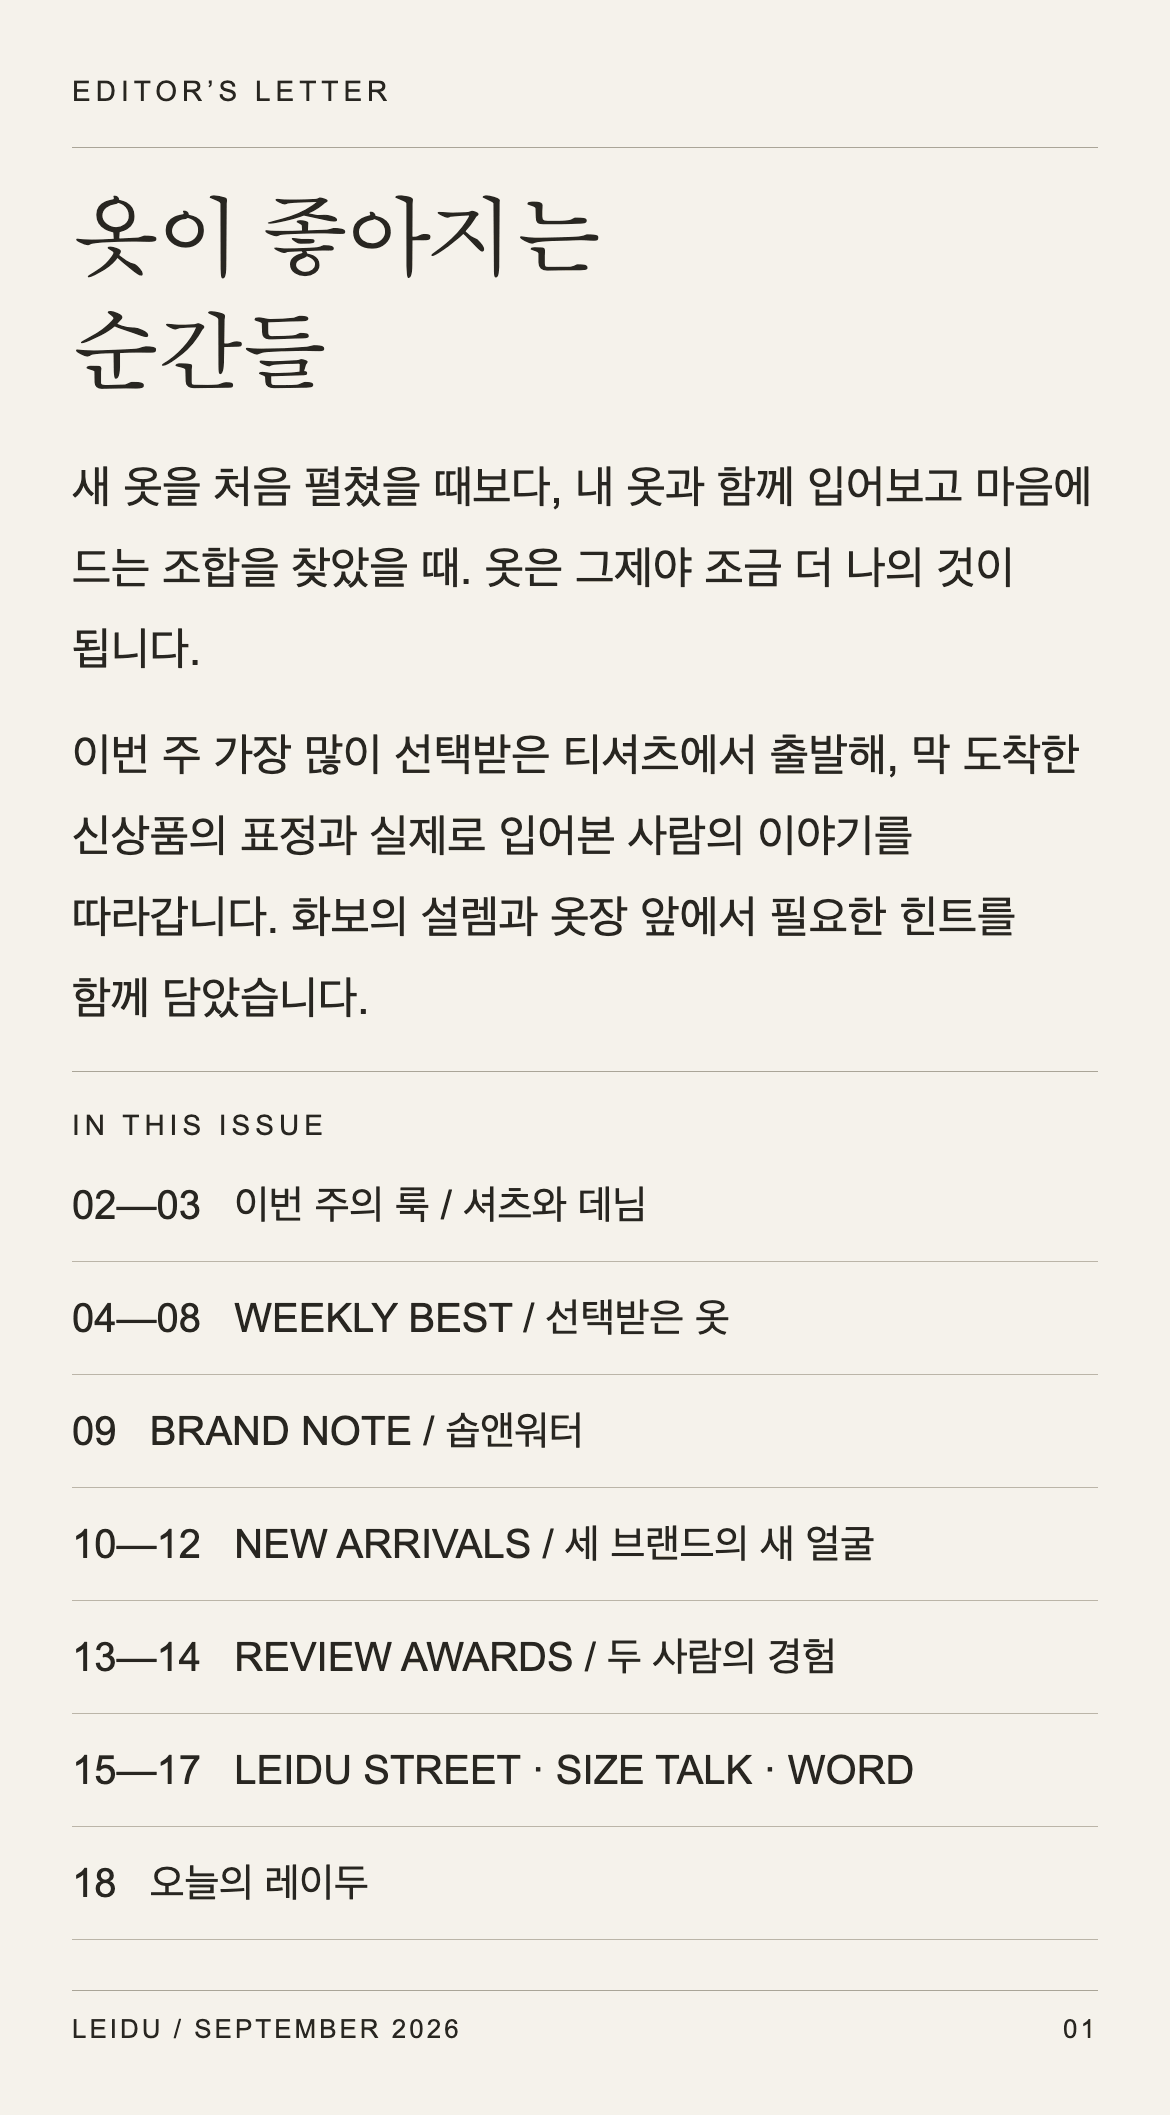 EDITOR’S LETTER
옷이 좋아지는
순간들
새 옷을 처음 펼쳤을 때보다, 내 옷과 함께 입어보고 마음에
드는 조합을 찾았을 때. 옷은 그제야 조금 더 나의 것이
됩니다.
이번 주 가장 많이 선택받은 티셔츠에서 출발해, 막 도착한
신상품의 표정과 실제로 입어본 사람의 이야기를
따라갑니다. 화보의 설렘과 옷장 앞에서 필요한 힌트를
함께 담았습니다.
IN THIS ISSUE
02—03 이번 주의 룩 / 셔츠와 데님
04—08 WEEKLY BEST / 선택받은 옷
09 BRAND NOTE / 솝앤워터
10—12 NEW ARRIVALS / 세 브랜드의 새 얼굴
13—14 REVIEW AWARDS / 두 사람의 경험
15—17 LEIDU STREET · SIZE TALK · WORD
18 오늘의 레이두
LEIDU / SEPTEMBER 2026 01